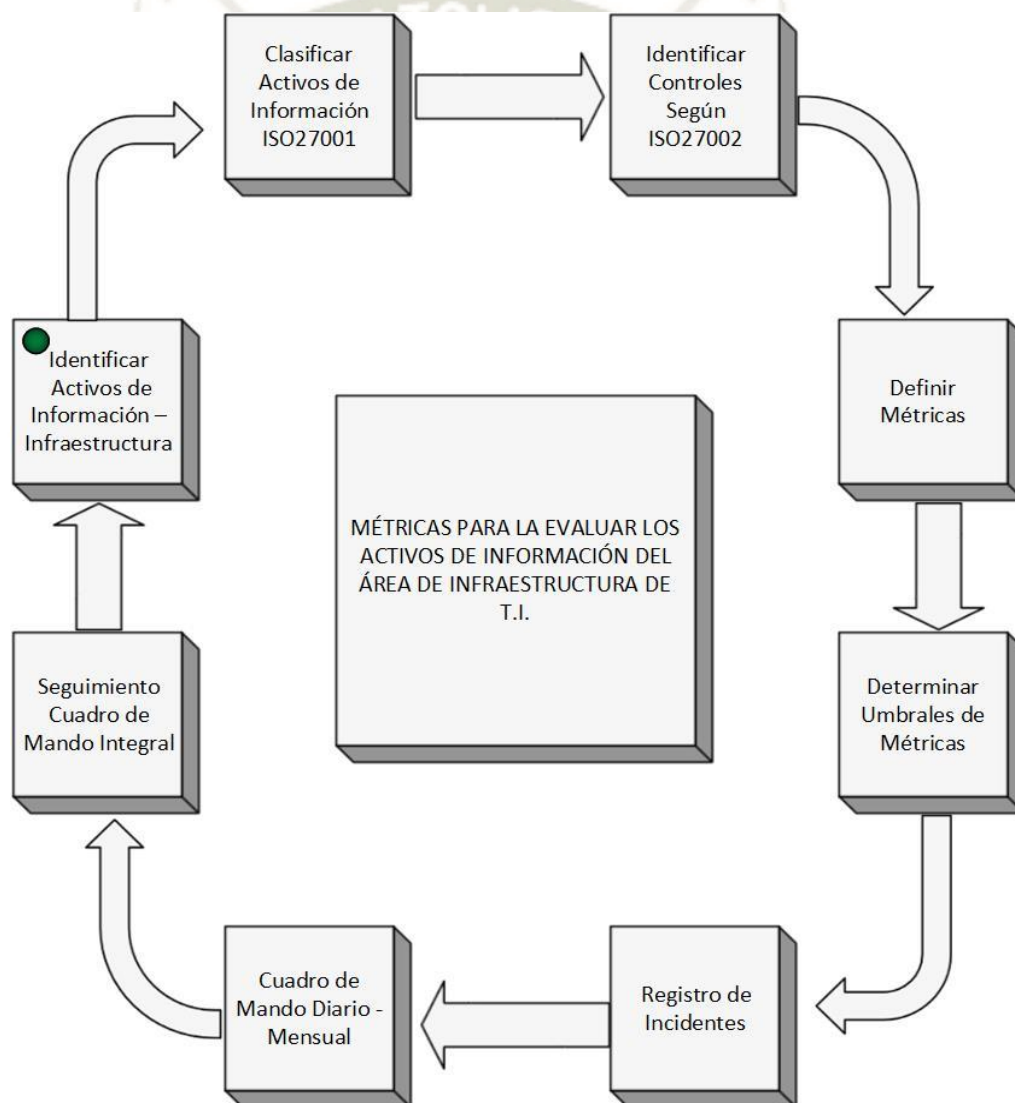 Clasificar
Activos de
Información
ISO27001
Identificar
Controles
Según
ISO27002
Definir
Métricas
Determinar
Umbrales de
Métricas
Registro de
Incidentes
Cuadro de
Mando Diario -
Mensual
Seguimiento
Cuadro de
Mando Integral
Identificar
Activos de
Información –
Infraestructura
MÉTRICAS PARA LA EVALUAR LOS
ACTIVOS DE INFORMACIÓN DEL
ÁREA DE INFRAESTRUCTURA DE
T.I.